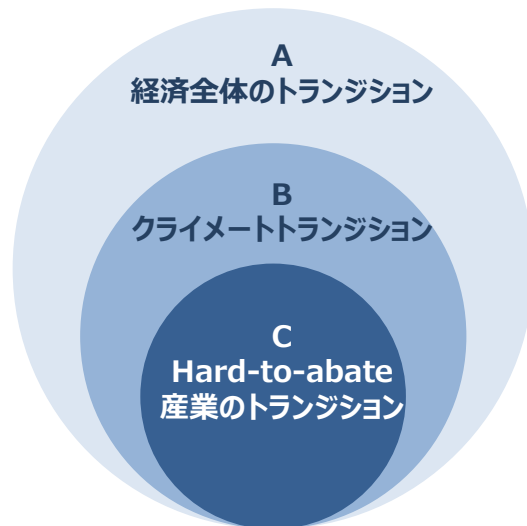 A
経済全体のトランジション
B
クライメートトランジション
C
Hard-to-abate
産業のトランジション